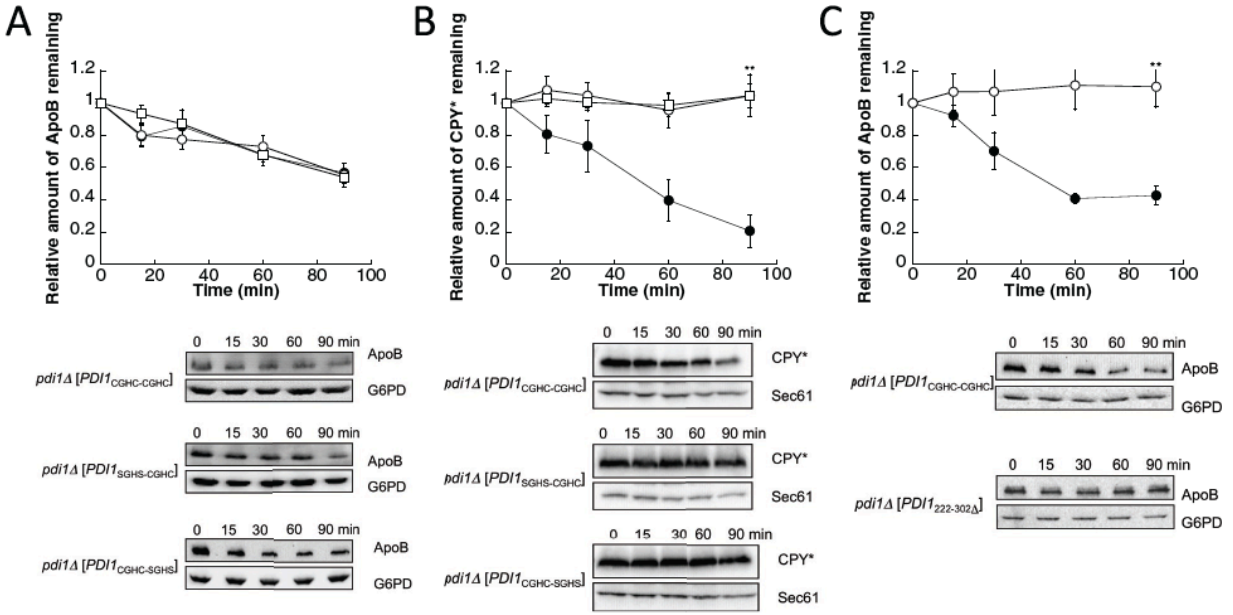 A
Relative amount of ApoB remaining
1.2
1
0.8
0.6
0.4
0.2
0
0 20 40 60 80 100
Time (min)
0 15 30 60 90 min
ApoB
pdi1Δ [PDI1CGHC-CGHC]
G6PD
0 15 30 60 90 min
ApoB
pdi1Δ [PDI1SGHS-CGHC]
G6PD
0 15 30 60 90 min
ApoB
pdi1Δ [PDI1CGHC-SGHS]
G6PD
B
Relative amount of CPY* remaining
**
1.2
1
0.8
0.6
0.4
0.2
0
0 20 40 60 80 100
Time (min)
0 15 30 60 90 min
CPY*
pdi1Δ [PDI1CGHC-CGHC]
Sec61
0 15 30 60 90 min
CPY*
pdi1Δ [PDI1SGHS-CGHC]
Sec61
0 15 30 60 90 min
CPY*
pdi1Δ [PDI1CGHC-SGHS]
Sec61
C
Relative amount of ApoB remaining
**
1.2
1
0.8
0.6
0.4
0.2
0
0 20 40 60 80 100
Time (min)
0 15 30 60 90 min
ApoB
pdi1Δ [PDI1CGHC-CGHC]
G6PD
0 15 30 60 90 min
ApoB
pdi1Δ [PDI1222-302Δ]
G6PD